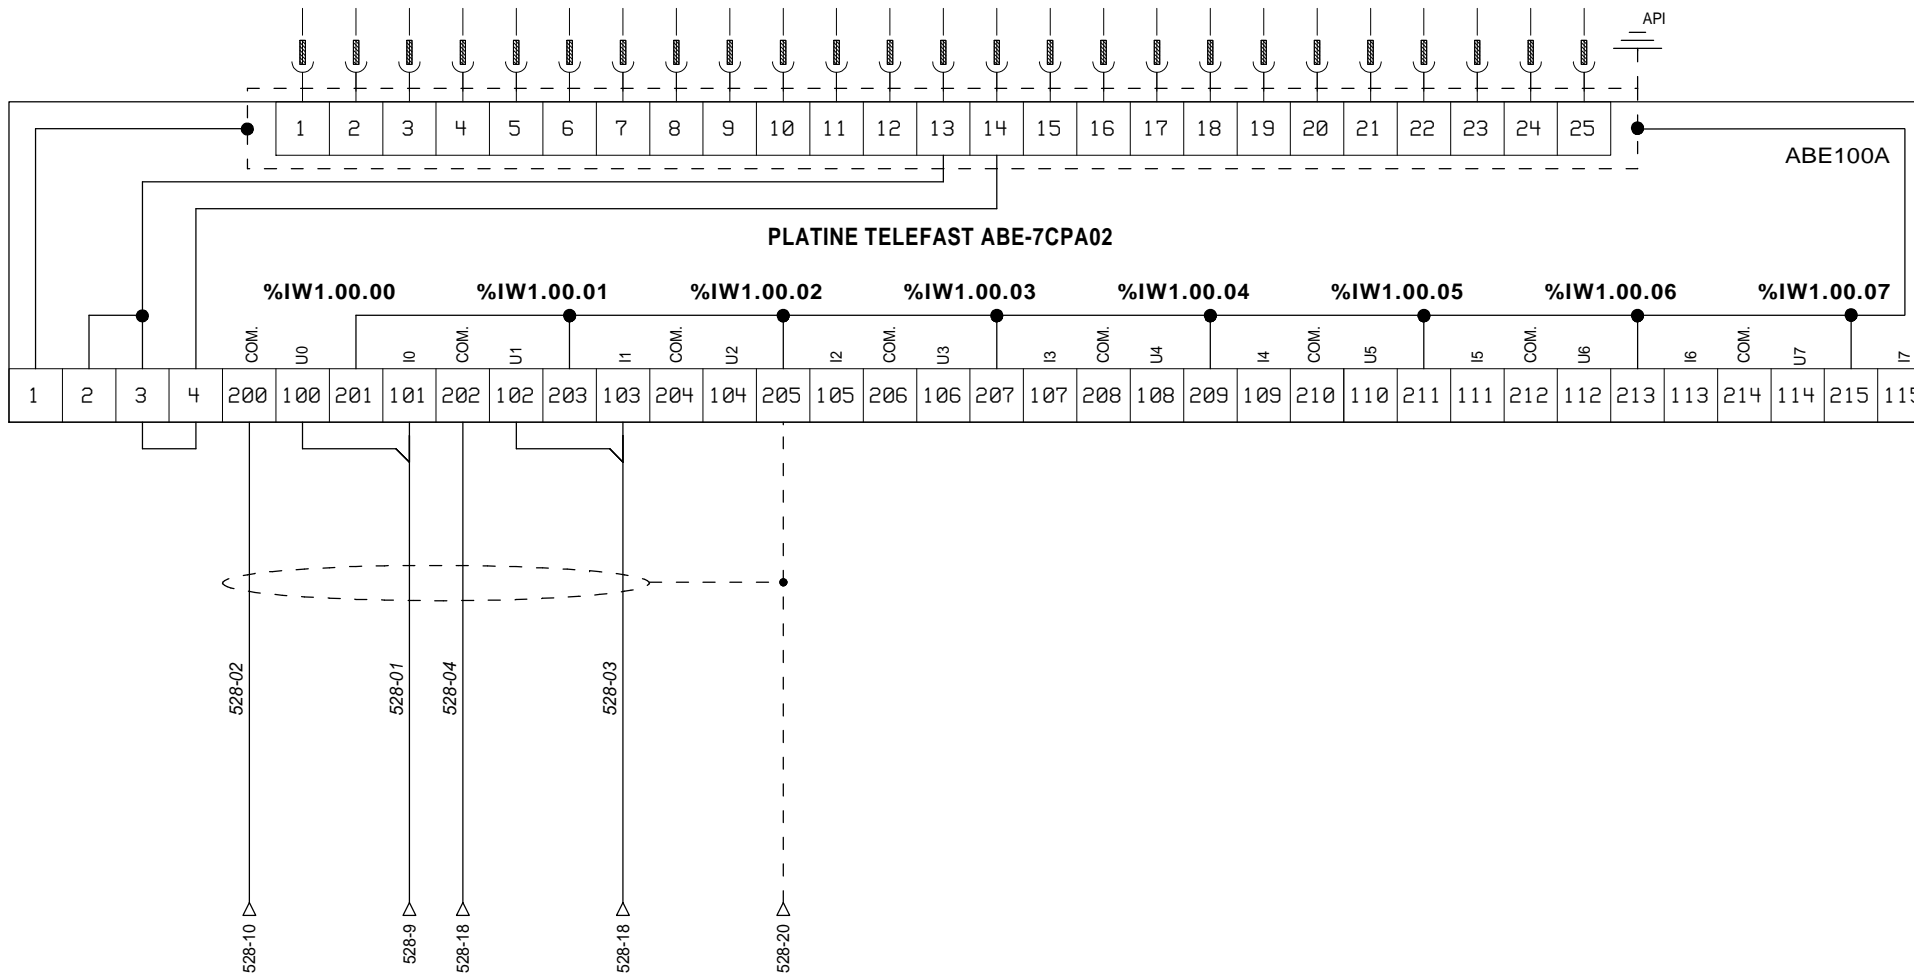 API
1 2 3 4 5 6 7 8 9 10 11 12 13 14 15 16 17 18 19 20 21 22 23 24 25
ABE100A
PLATINE TELEFAST ABE-7CPA02
%IW1.00.00 %IW1.00.01 %IW1.00.02 %IW1.00.03 %IW1.00.04 %IW1.00.05 %IW1.00.06 %IW1.00.07
COM. U0 I0 COM. U1 I1 COM. U2 I2 COM. U3 I3 COM. U4 I4 COM. U5 I5 COM. U6 I6 COM. U7 I7
1 2 3 4 200 100 201 101 202 102 203 103 204 104 205 105 206 106 207 107 208 108 209 109 210 110 211 111 212 112 213 113 214 114 215 115
528-02 528-01 528-04 528-03
528-10 528-9 528-18 528-18 528-20